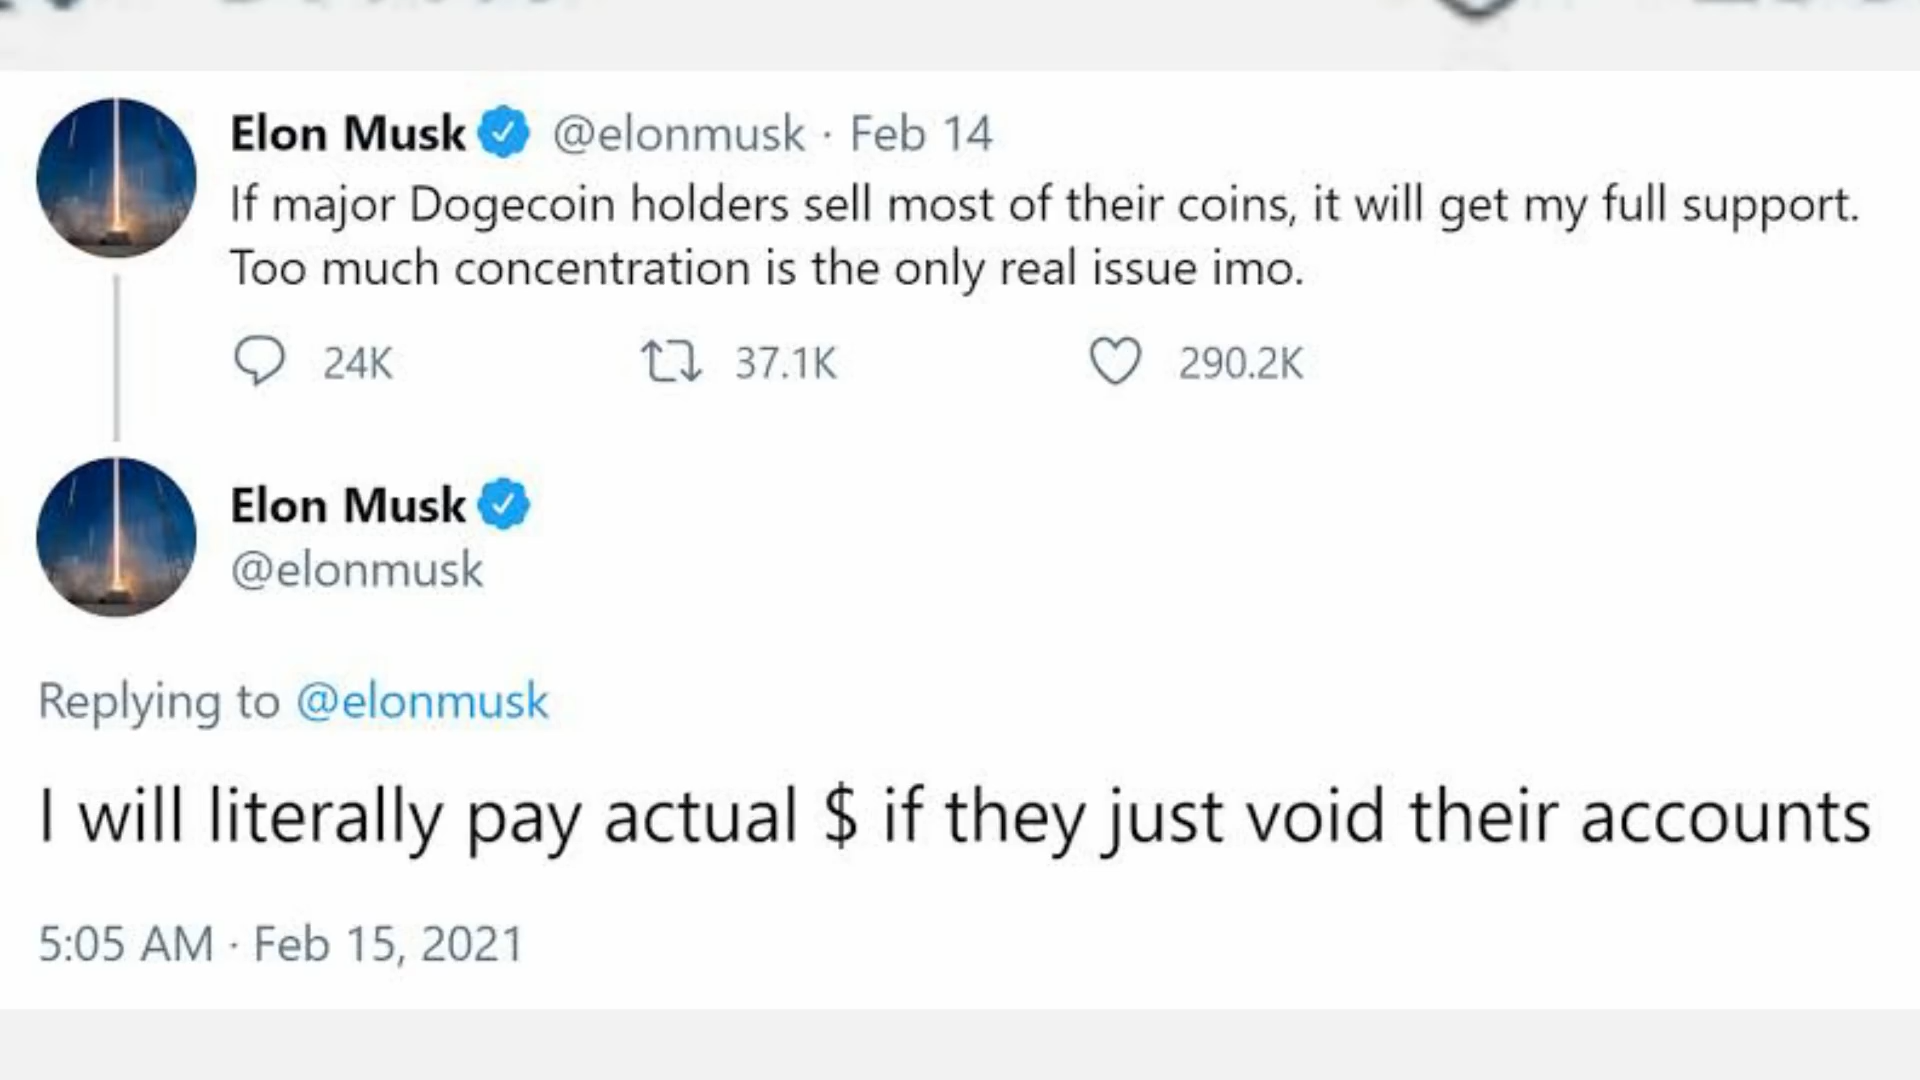 Elon Musk @elonmusk · Feb 14
If major Dogecoin holders sell most of their coins, it will get my full support.
Too much concentration is the only real issue imo.
24K 37.1K 290.2K
Elon Musk
@elonmusk
Replying to @elonmusk
I will literally pay actual $ if they just void their accounts
5:05 AM · Feb 15, 2021